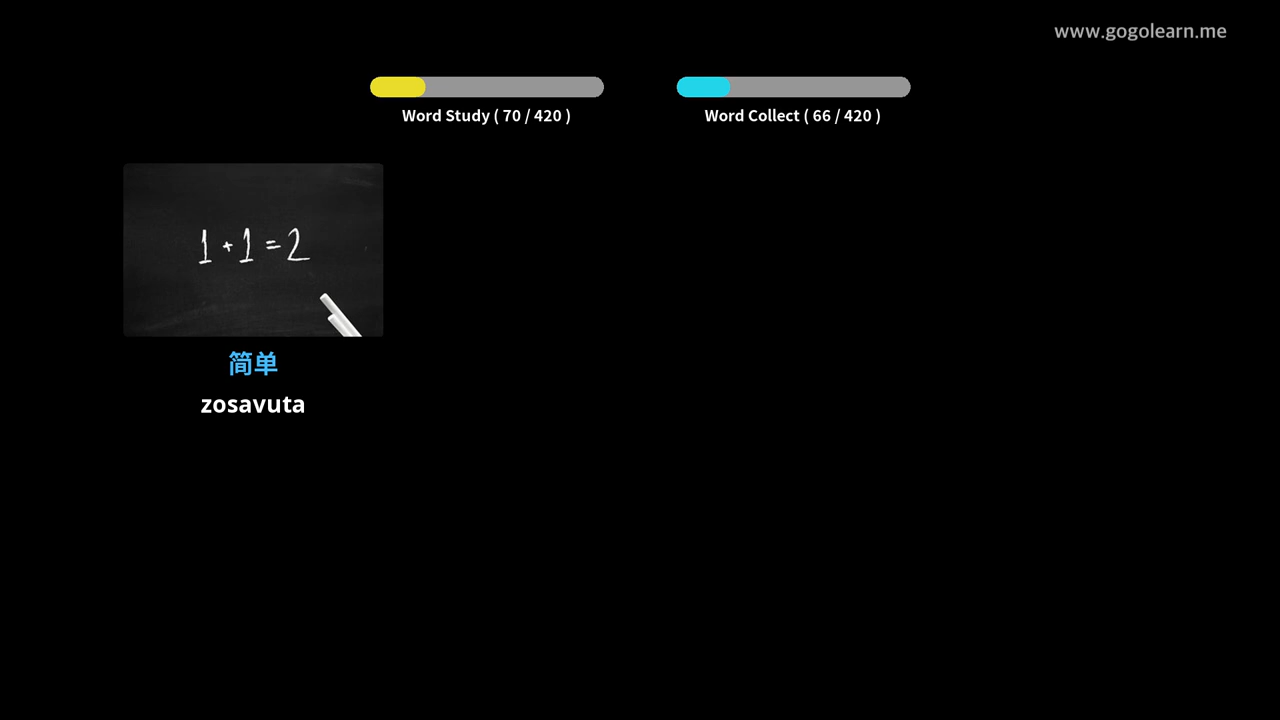 www.gogolearn.me
Word Study ( 70 / 420 )
Word Collect ( 66 / 420 )
1 + 1 = 2
简单
zosavuta